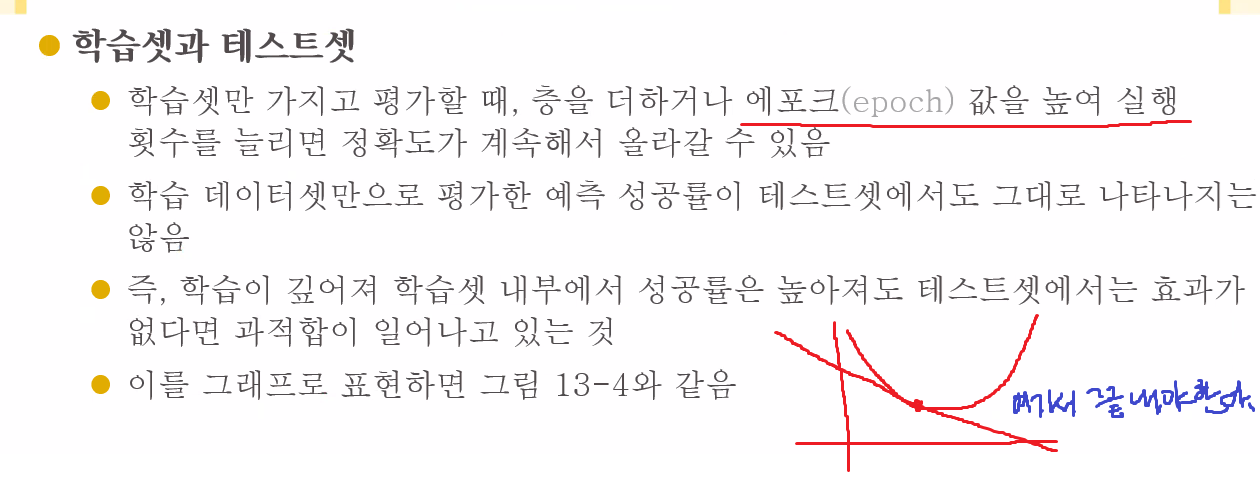 학습셋과 테스트셋
학습셋만 가지고 평가할 때, 층을 더하거나 에포크(epoch) 값을 높여 실행
횟수를 늘리면 정확도가 계속해서 올라갈 수 있음
학습 데이터셋만으로 평가한 예측 성공률이 테스트셋에서도 그대로 나타나지는
않음
즉, 학습이 깊어져 학습셋 내부에서 성공률은 높아져도 테스트셋에서는 효과가
없다면 과적합이 일어나고 있는 것
이를 그래프로 표현하면 그림 13-4와 같음
여기서 끝내야한다.